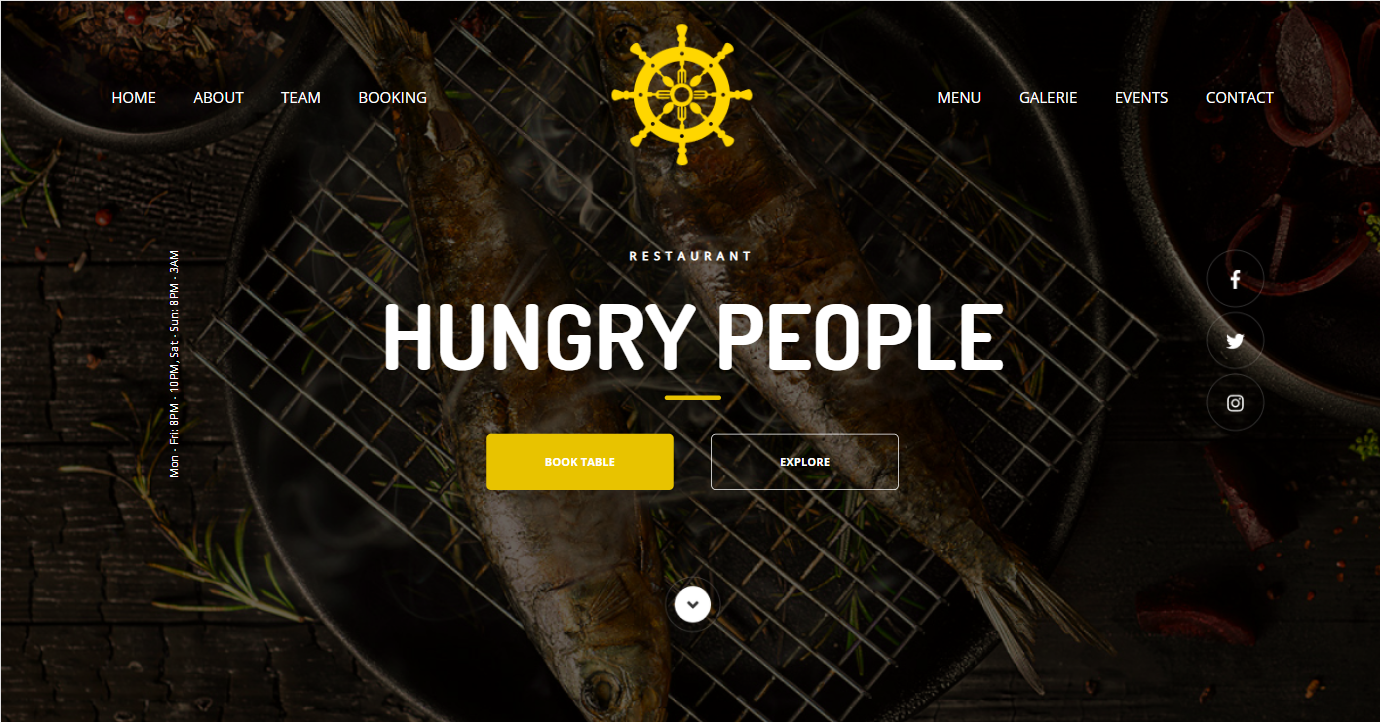 HOME ABOUT TEAM BOOKING MENU GALERIE EVENTS CONTACT
RESTAURANT
HUNGRY PEOPLE
Mon - Fri: 8PM - 10PM, Sat - Sun: 8PM - 3AM
BOOK TABLE EXPLORE